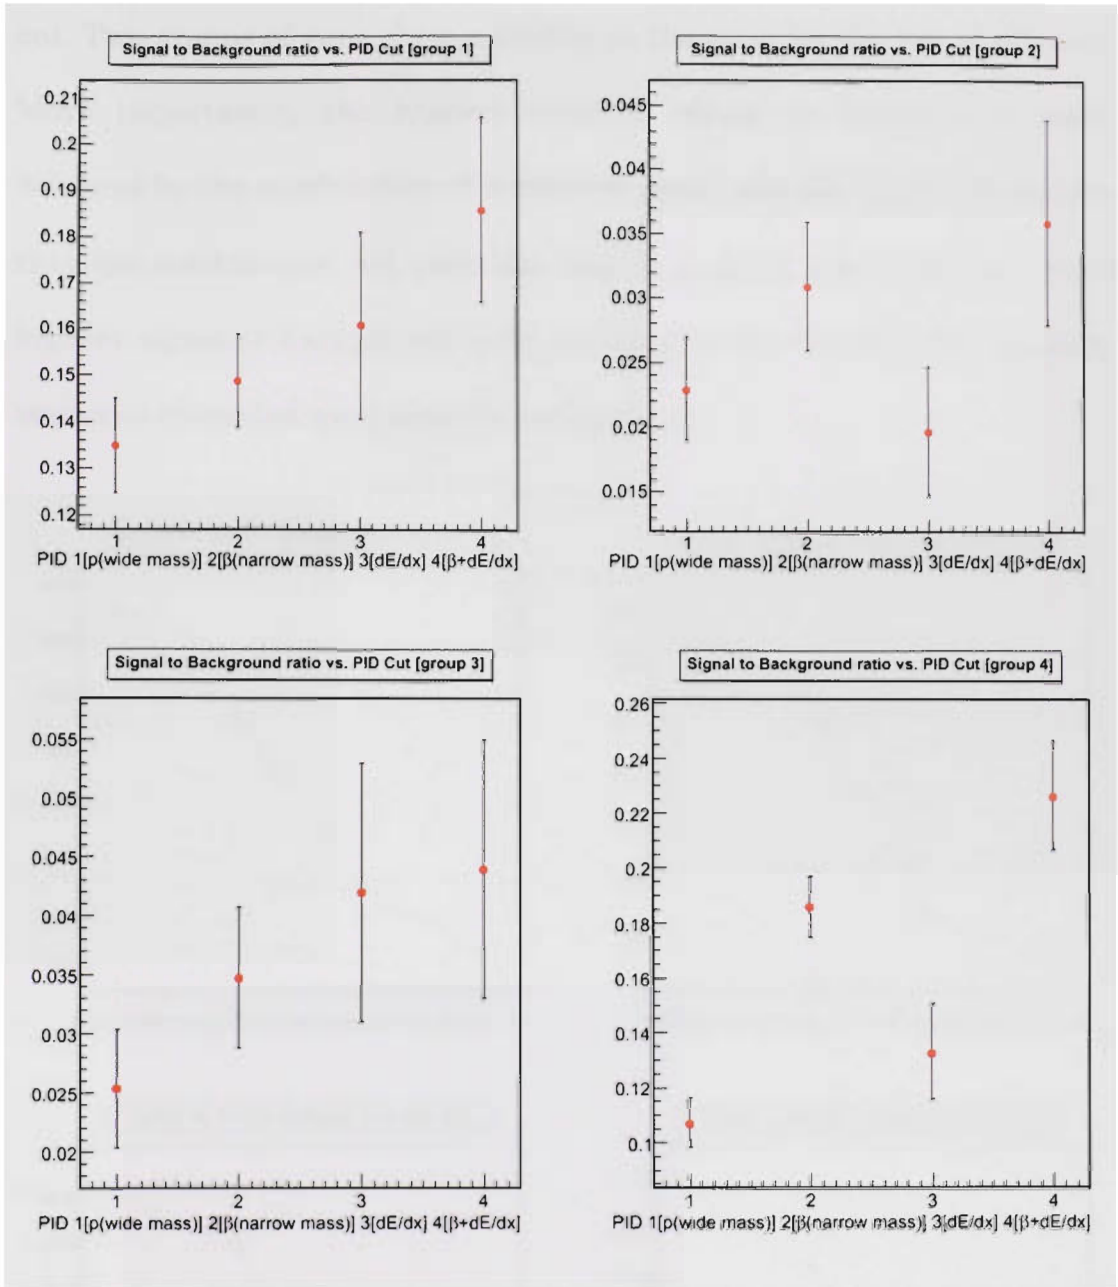 Signal to Background ratio vs. PID Cut [group 1]
0.21
0.2
0.19
0.18
0.17
0.16
0.15
0.14
0.13
0.12
1 2 3 4
PID 1[p(wide mass)] 2[β(narrow mass)] 3[dE/dx] 4[β+dE/dx]
Signal to Background ratio vs. PID Cut [group 2]
0.045
0.04
0.035
0.03
0.025
0.02
0.015
1 2 3 4
PID 1[p(wide mass)] 2[β(narrow mass)] 3[dE/dx] 4[β+dE/dx]
Signal to Background ratio vs. PID Cut [group 3]
0.055
0.05
0.045
0.04
0.035
0.03
0.025
0.02
1 2 3 4
PID 1[p(wide mass)] 2[β(narrow mass)] 3[dE/dx] 4[β+dE/dx]
Signal to Background ratio vs. PID Cut [group 4]
0.26
0.24
0.22
0.2
0.18
0.16
0.14
0.12
0.1
1 2 3 4
PID 1[p(wide mass)] 2[β(narrow mass)] 3[dE/dx] 4[β+dE/dx]